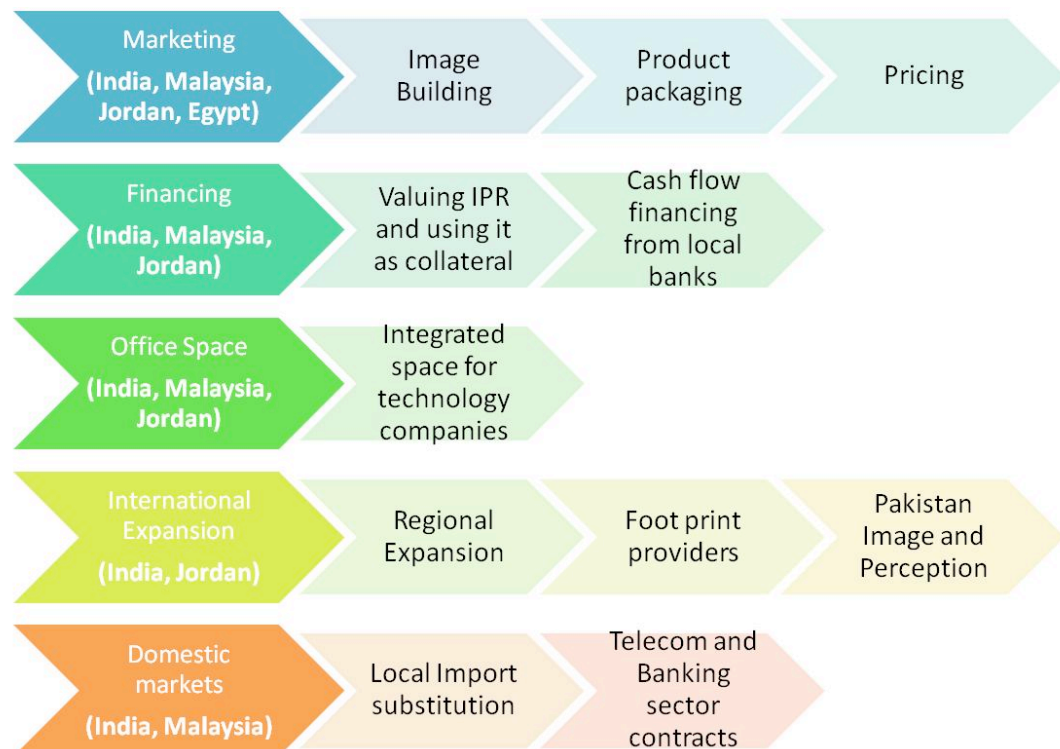 Marketing
(India, Malaysia,
Jordan, Egypt)
Image
Building
Product
packaging
Pricing
Financing
(India, Malaysia,
Jordan)
Valuing IPR
and using it
as collateral
Cash flow
financing
from local
banks
Office Space
(India, Malaysia,
Jordan)
Integrated
space for
technology
companies
International
Expansion
(India, Jordan)
Regional
Expansion
Foot print
providers
Pakistan
Image and
Perception
Domestic
markets
(India, Malaysia)
Local Import
substitution
Telecom and
Banking
sector
contracts